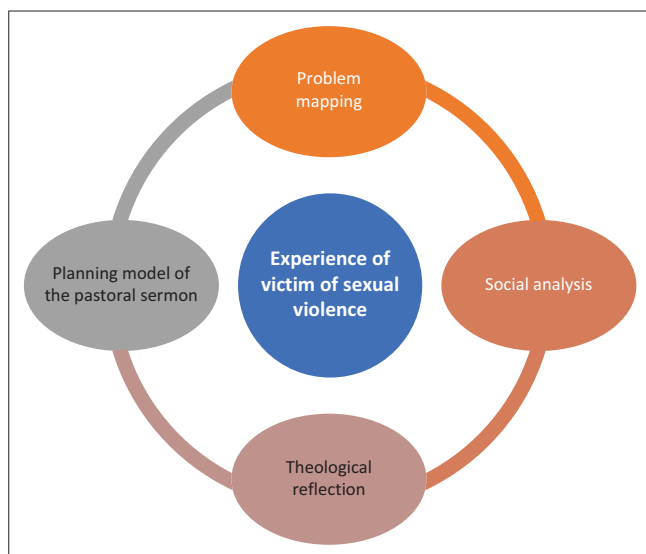 Problem
mapping
Experience of
victim of sexual
violence
Planning model of
the pastoral sermon
Social analysis
Theological
reflection